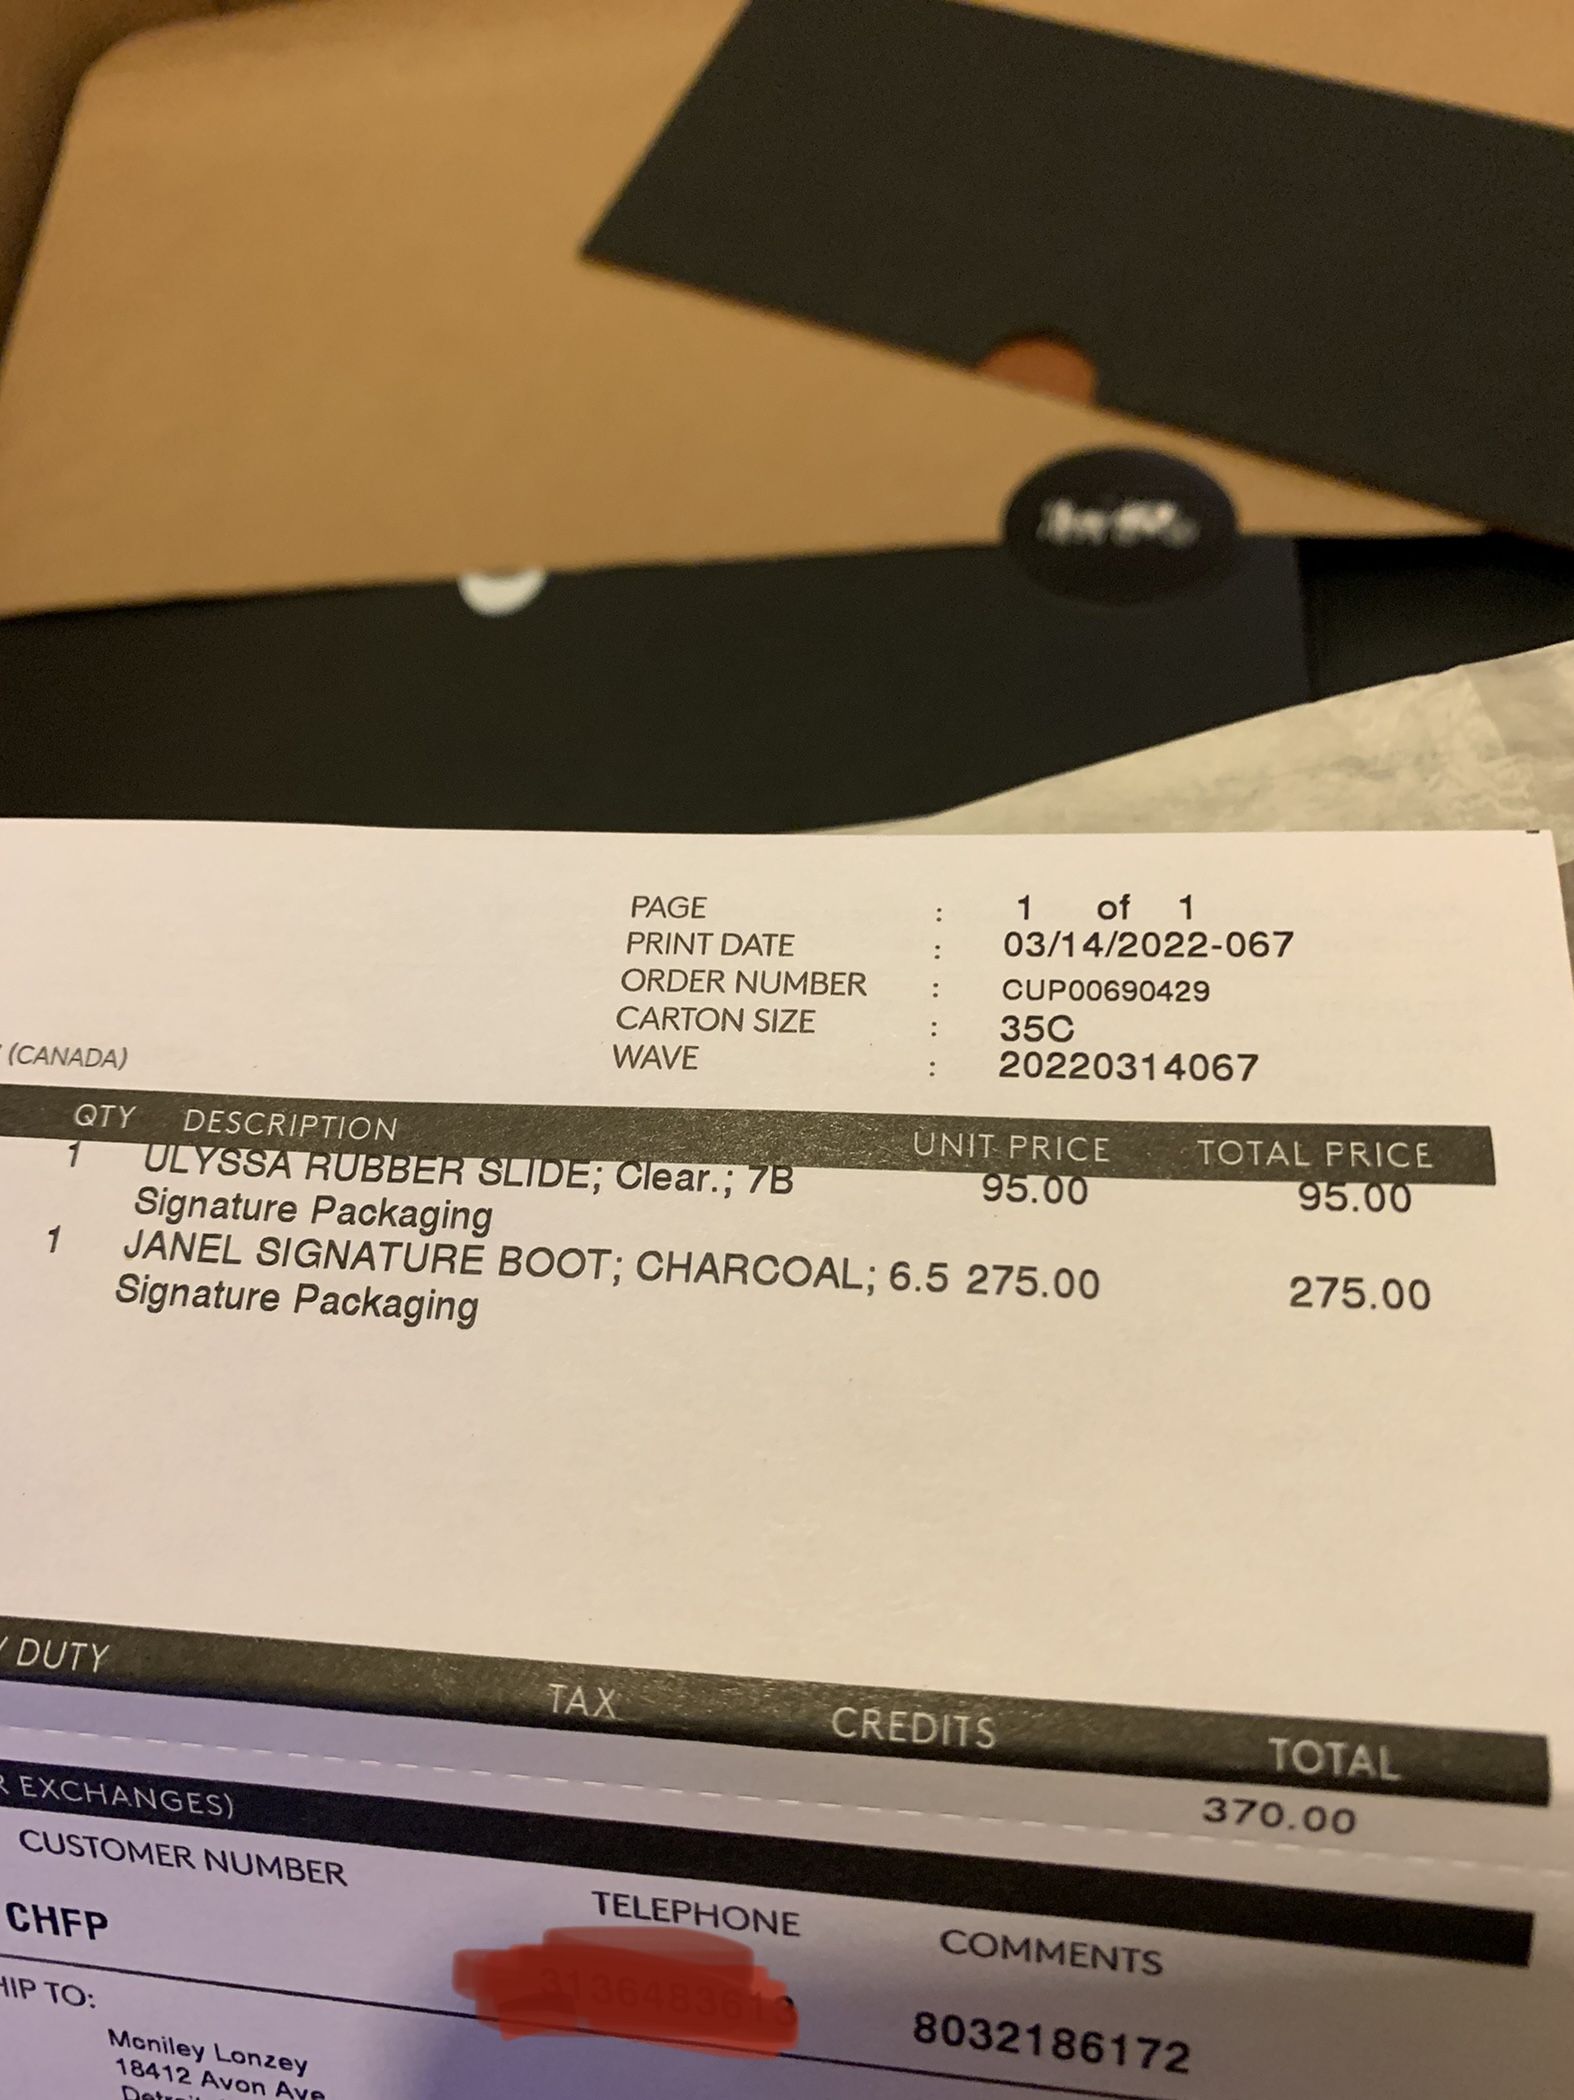 PAGE : 1 of 1
PRINT DATE : 03/14/2022-067
ORDER NUMBER : CUP00690429
CARTON SIZE : 35C
(CANADA)
WAVE : 20220314067
QTY DESCRIPTION UNIT PRICE TOTAL PRICE
1 ULYSSA RUBBER SLIDE; Clear.; 7B 95.00 95.00
Signature Packaging
1 JANEL SIGNATURE BOOT; CHARCOAL; 6.5 275.00 275.00
Signature Packaging
/ DUTY TAX CREDITS TOTAL
370.00
R EXCHANGES)
CUSTOMER NUMBER TELEPHONE COMMENTS
CHFP 8032186172
HIP TO:
Mcniley Lonzey
18412 Avon Ave